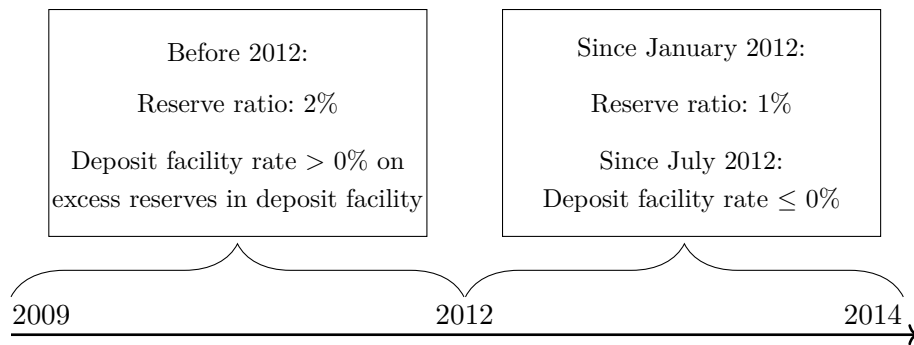 Before 2012:
Reserve ratio: 2%
Deposit facility rate > 0% on
excess reserves in deposit facility
Since January 2012:
Reserve ratio: 1%
Since July 2012:
Deposit facility rate ≤ 0%
2009
2012
2014